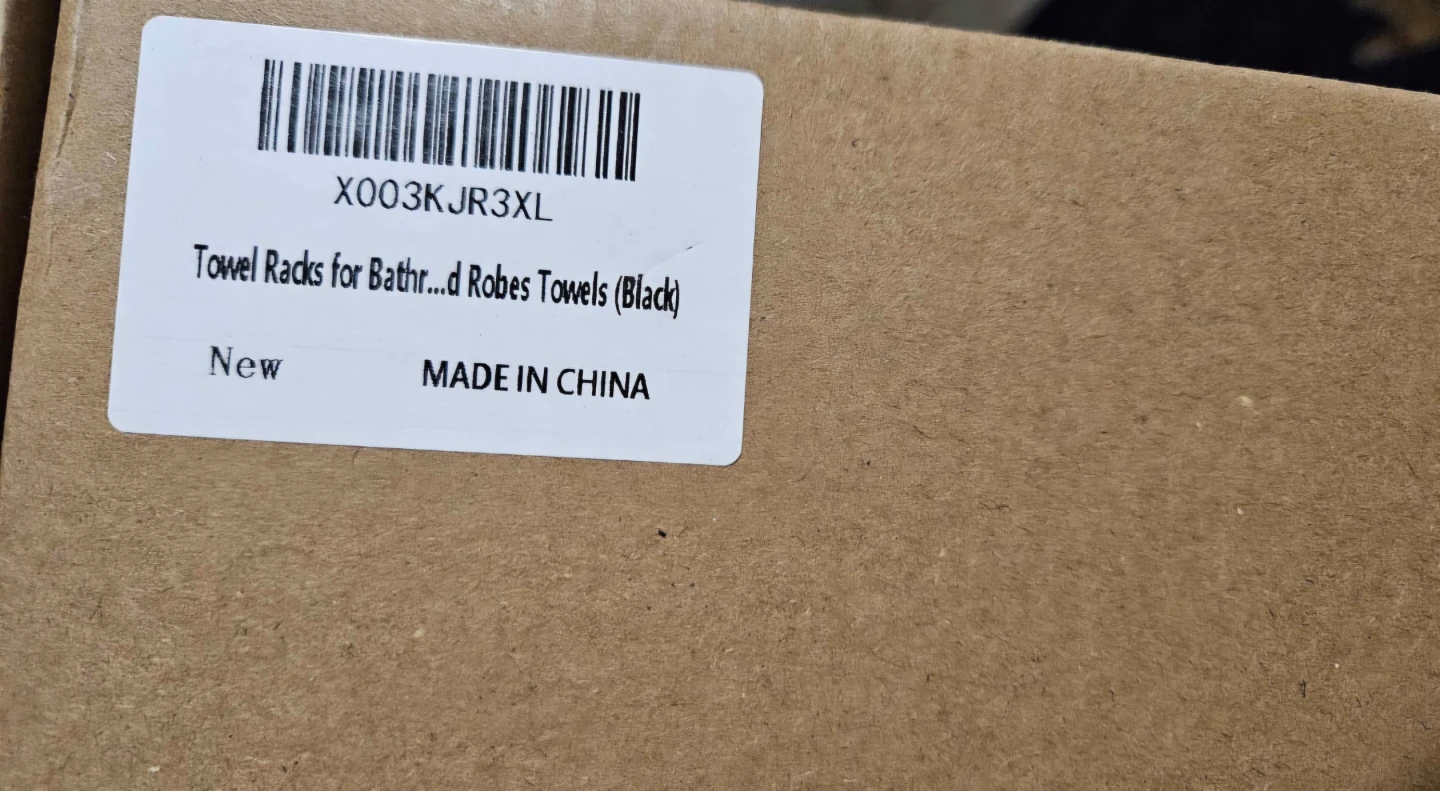 X003KJR3XL
Towel Racks for Bathr...d Robes Towels (Black)
New
MADE IN CHINA